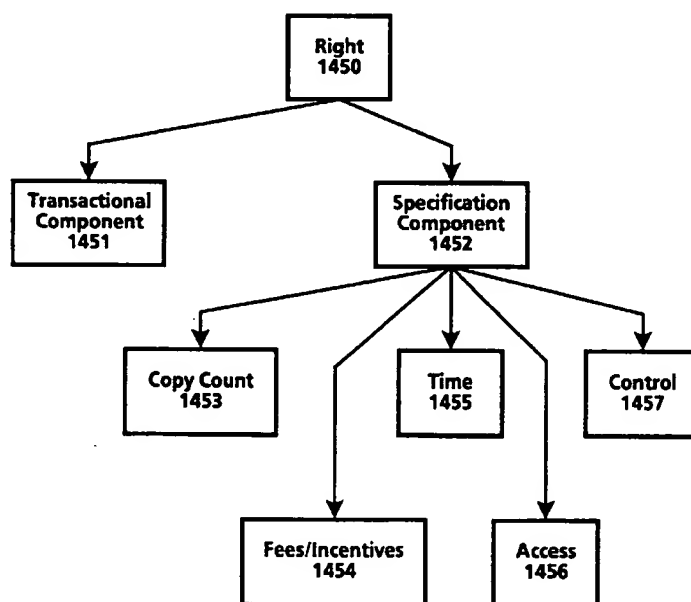 Right
1450
Transactional
Component
1451
Specification
Component
1452
Copy Count
1453
Time
1455
Control
1457
Fees/Incentives
1454
Access
1456